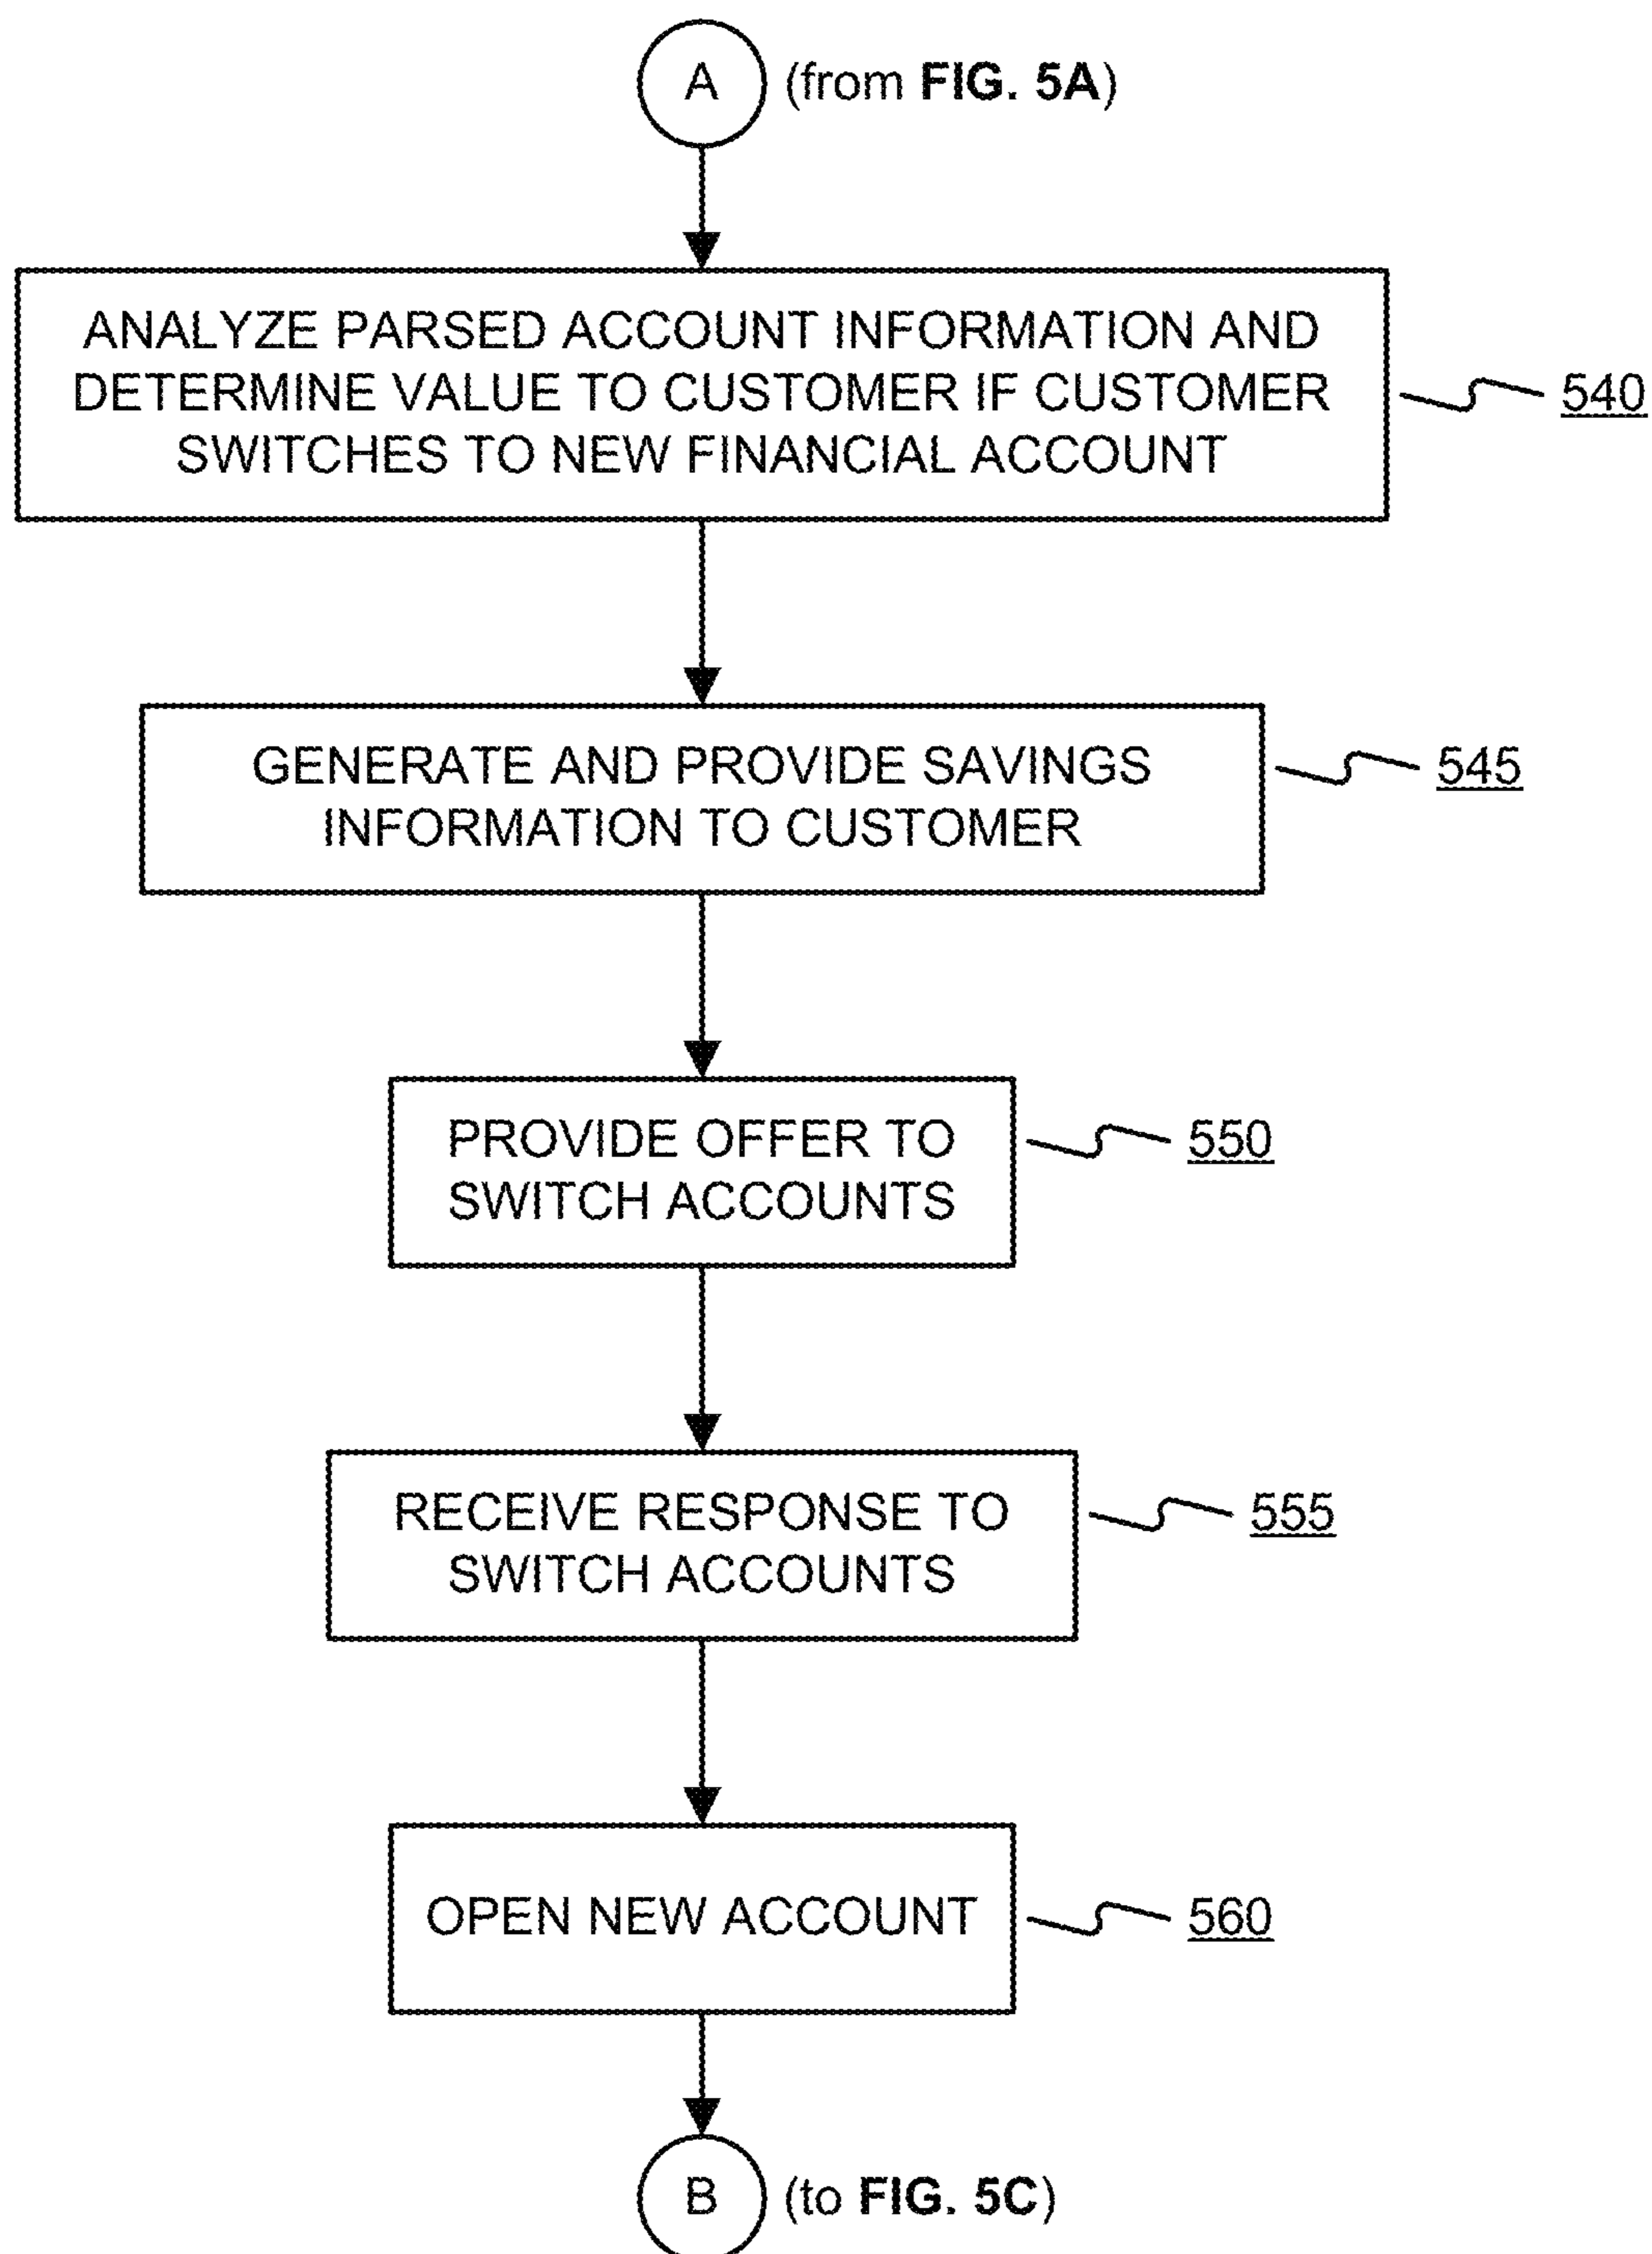 A (from FIG. 5A)
ANALYZE PARSED ACCOUNT INFORMATION AND
DETERMINE VALUE TO CUSTOMER IF CUSTOMER
SWITCHES TO NEW FINANCIAL ACCOUNT
540
GENERATE AND PROVIDE SAVINGS
INFORMATION TO CUSTOMER
545
PROVIDE OFFER TO
SWITCH ACCOUNTS
550
RECEIVE RESPONSE TO
SWITCH ACCOUNTS
555
OPEN NEW ACCOUNT
560
B (to FIG. 5C)